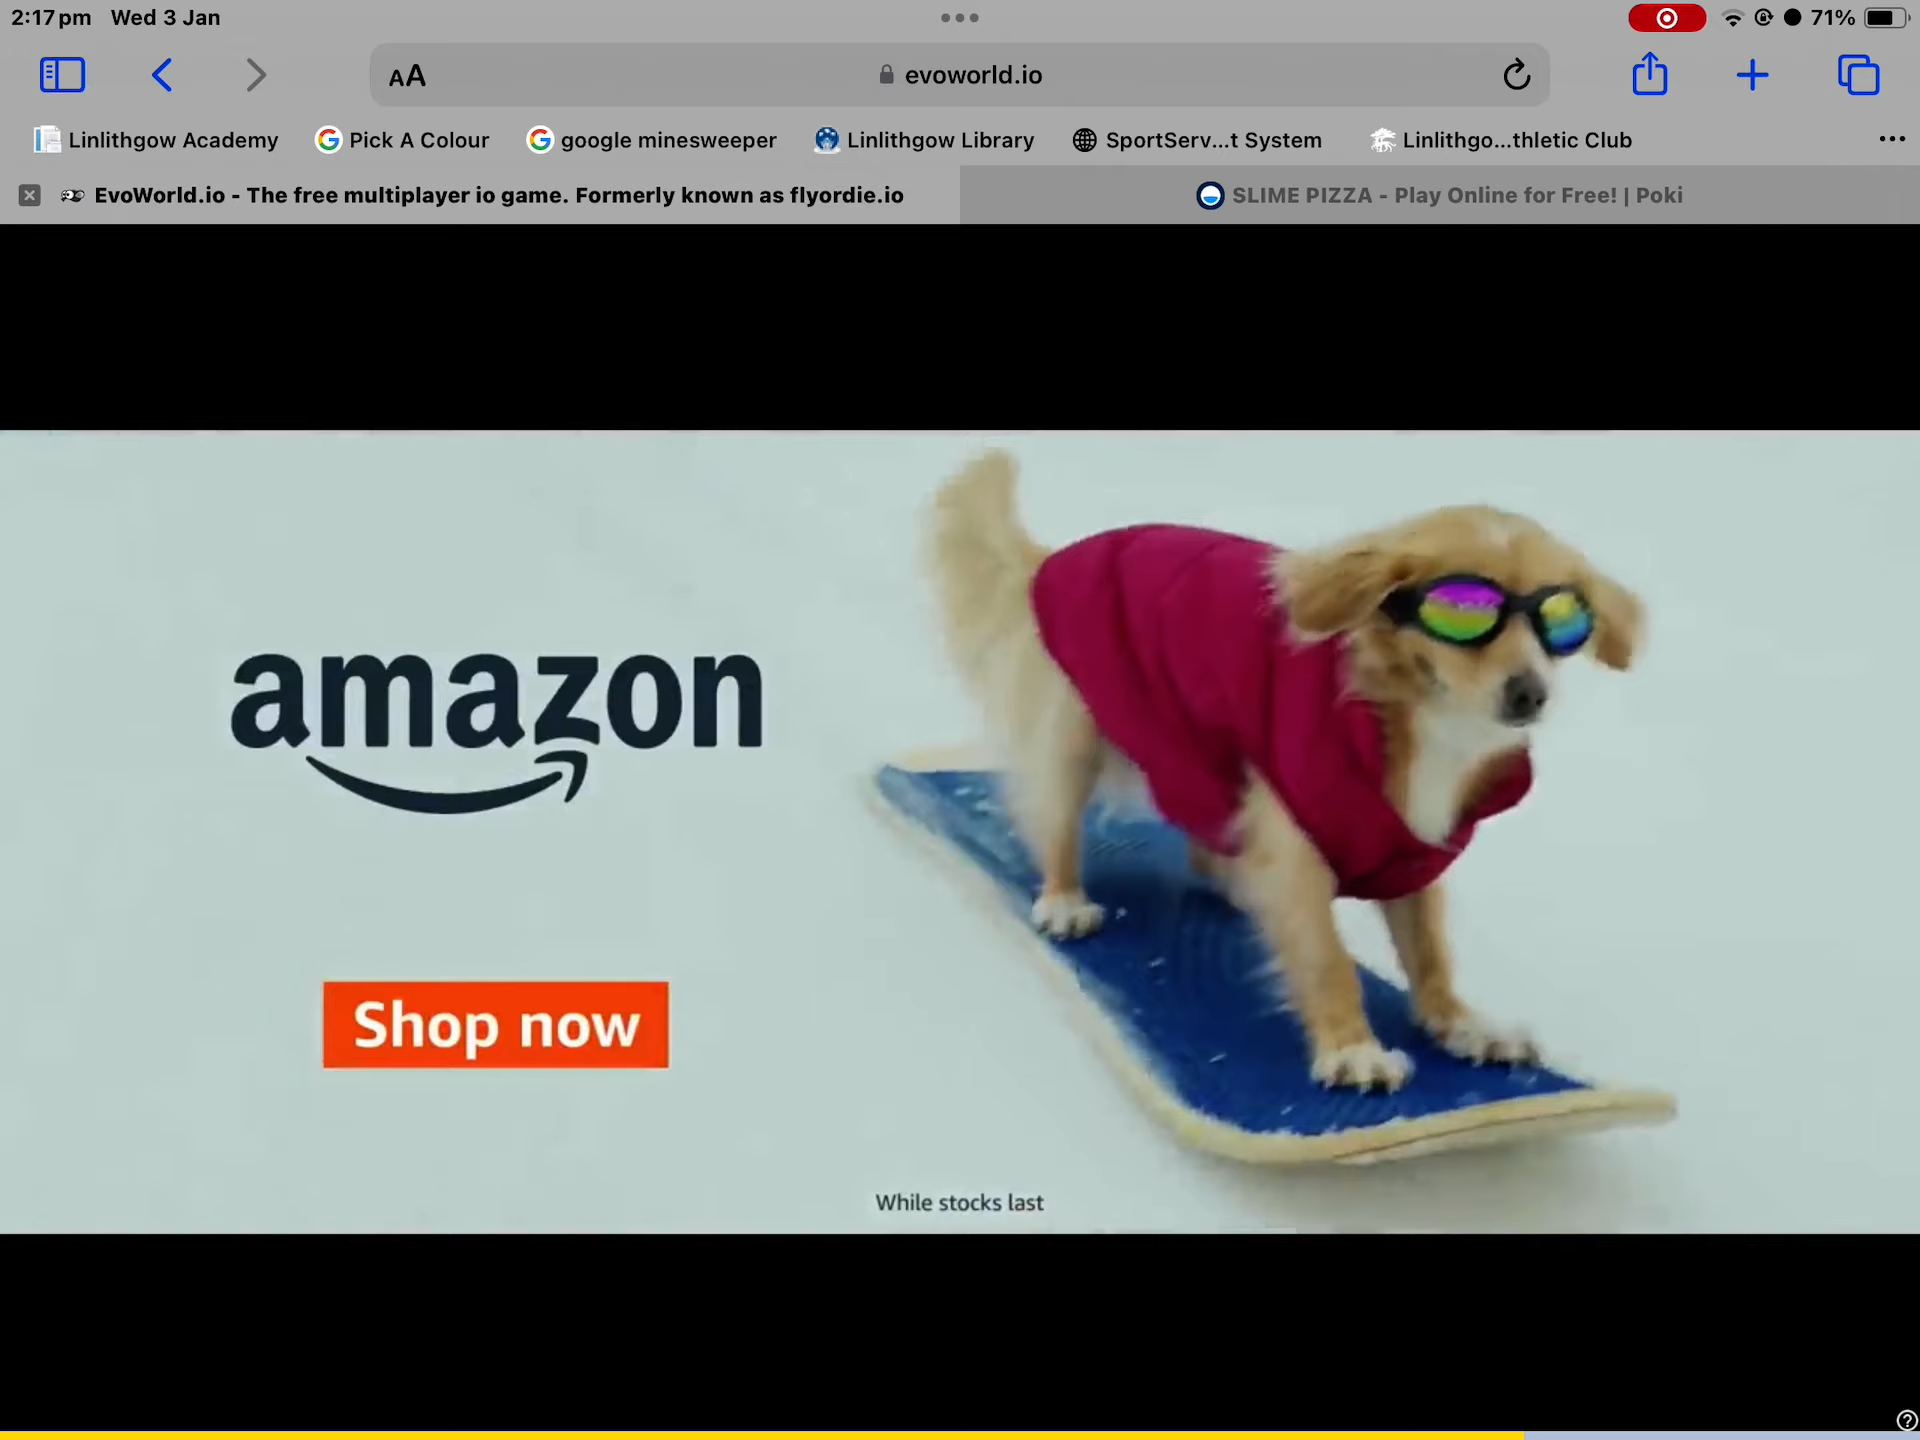 2:17 pm Wed 3 Jan
71%
AA
evoworld.io
Linlithgow Academy
Pick A Colour
google minesweeper
Linlithgow Library
SportServ...t System
Linlithgo...thletic Club
EvoWorld.io - The free multiplayer io game. Formerly known as flyordie.io
SLIME PIZZA - Play Online for Free! | Poki
amazon
Shop now
While stocks last